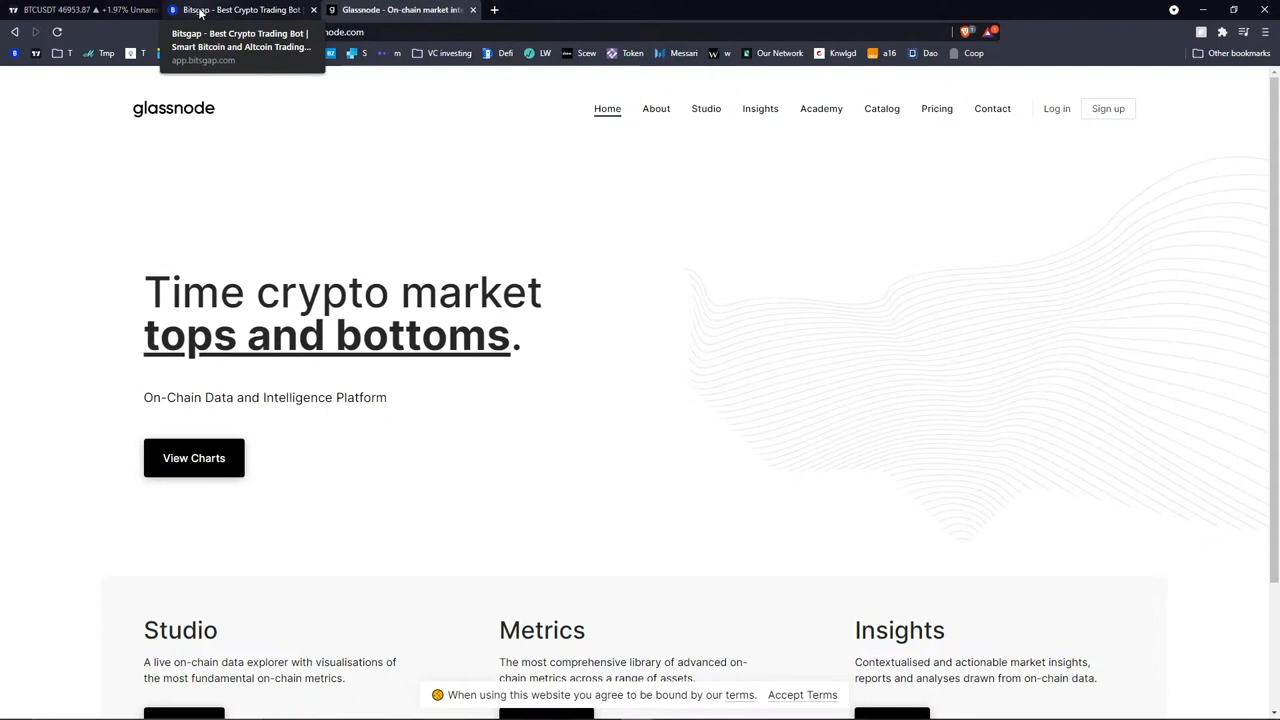 BTCUSDT 46953.87 ▲ +1.97% Unnam
Bitsgap - Best Crypto Trading Bot |
Glassnode - On-chain market inte
Bitsgap - Best Crypto Trading Bot |
Smart Bitcoin and Altcoin Trading...
app.bitsgap.com
ode.com
Tmp
T
S
m
VC investing
LW
Scew
Token
Messan
w
Our Network
Cnwlgd
a16
Dao
Coop
Other bookmarks
glassnode
Home
About
Studio
Insights
Academy
Catalog
Pricing
Contact
Log in
Sign up
Time crypto market
tops and bottoms.
On-Chain Data and Intelligence Platform
View Charts
Studio
Metrics
Insights
A live on-chain data explorer with visualisations of
the most fundamental on-chain metrics.
The most comprehensive library of advanced on-
chain metrics across a range of assets.
Contextualised and actionable market insights,
reports and analyses drawn from on-chain data.
When using this website you agree to be bound by our terms.
Accept Terms